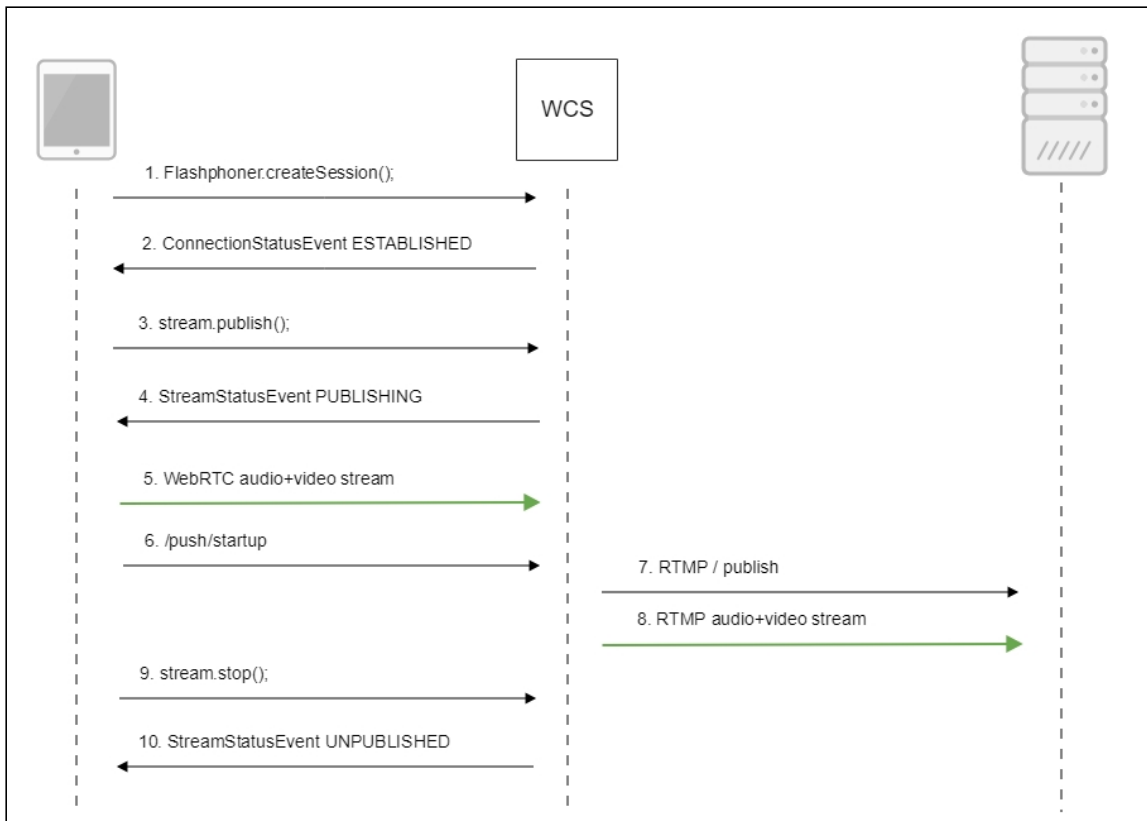 WCS
1. Flashphoner.createSession();
2. ConnectionStatusEvent ESTABLISHED
3. stream.publish();
4. StreamStatusEvent PUBLISHING
5. WebRTC audio+video stream
6. /push/startup
7. RTMP / publish
8. RTMP audio+video stream
9. stream.stop();
10. StreamStatusEvent UNPUBLISHED